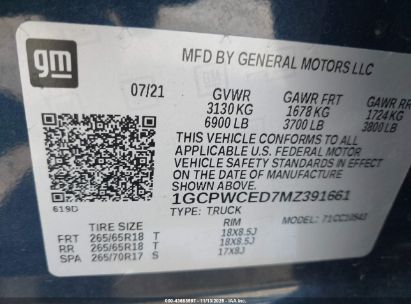 gm
MFD BY GENERAL MOTORS LLC
07/21 GVWR GAWR FRT GAWR RR
3130 KG 1678 KG 1724 KG
6900 LB 3700 LB 3800 LB
THIS VEHICLE CONFORMS TO ALL
APPLICABLE U.S. FEDERAL MOTOR
VEHICLE SAFETY STANDARDS IN EFFECT
ON THE DATE OF MANUFACTURE
SHOWN ABOVE.
1GCPWCED7MZ391661
619D TYPE: TRUCK MODEL:
TIRE SIZE RIM
FRT 265/65R18 T 18X8.5J
RR 265/65R18 T 18X8.5J
SPA 265/70R17 S 17X8J